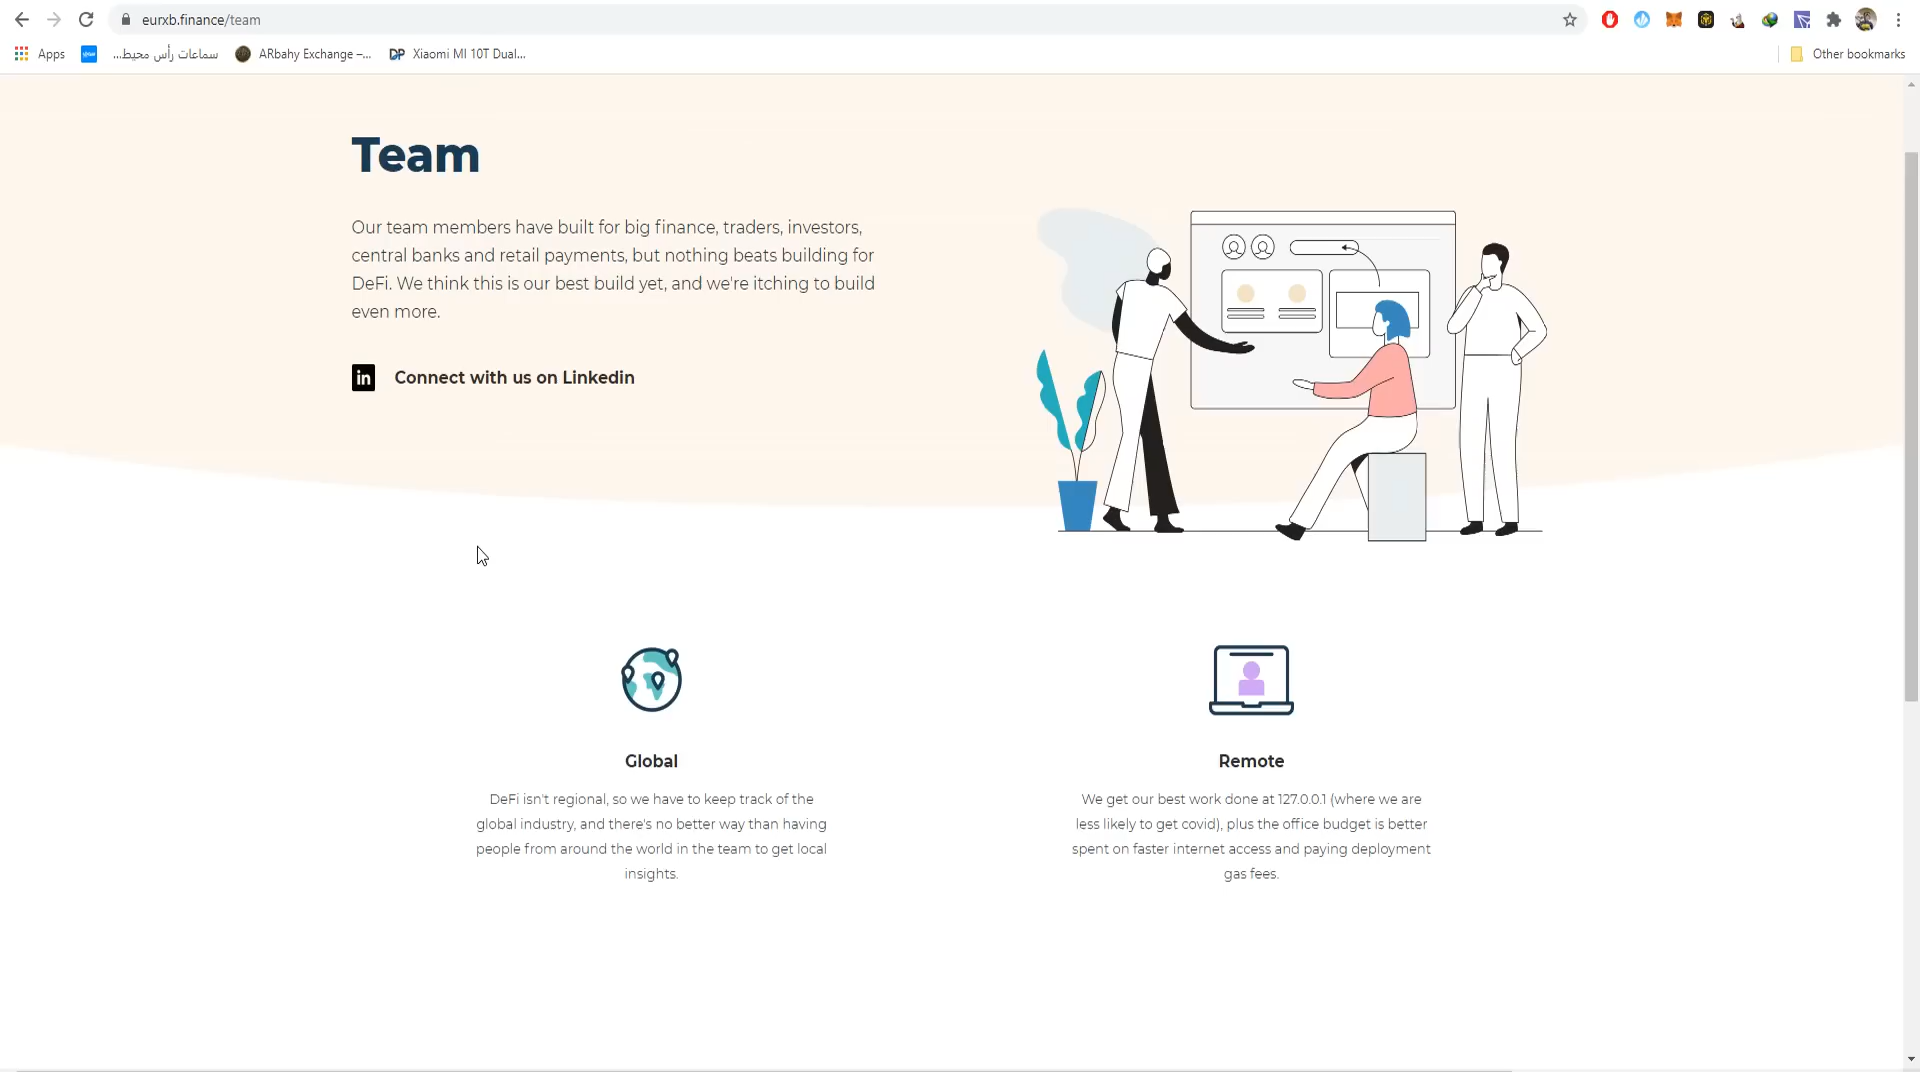 eurxb.finance/team
Apps
سماعات رأس محيط...
ARbahy Exchange –...
DP
Xiaomi MI 10T Dual...
Other bookmarks
Team
Our team members have built for big finance, traders, investors,
central banks and retail payments, but nothing beats building for
DeFi. We think this is our best build yet, and we're itching to build
even more.
in
Connect with us on Linkedin
Global
DeFi isn't regional, so we have to keep track of the
global industry, and there's no better way than having
people from around the world in the team to get local
insights.
Remote
We get our best work done at 127.0.0.1 (where we are
less likely to get covid), plus the office budget is better
spent on faster internet access and paying deployment
gas fees.